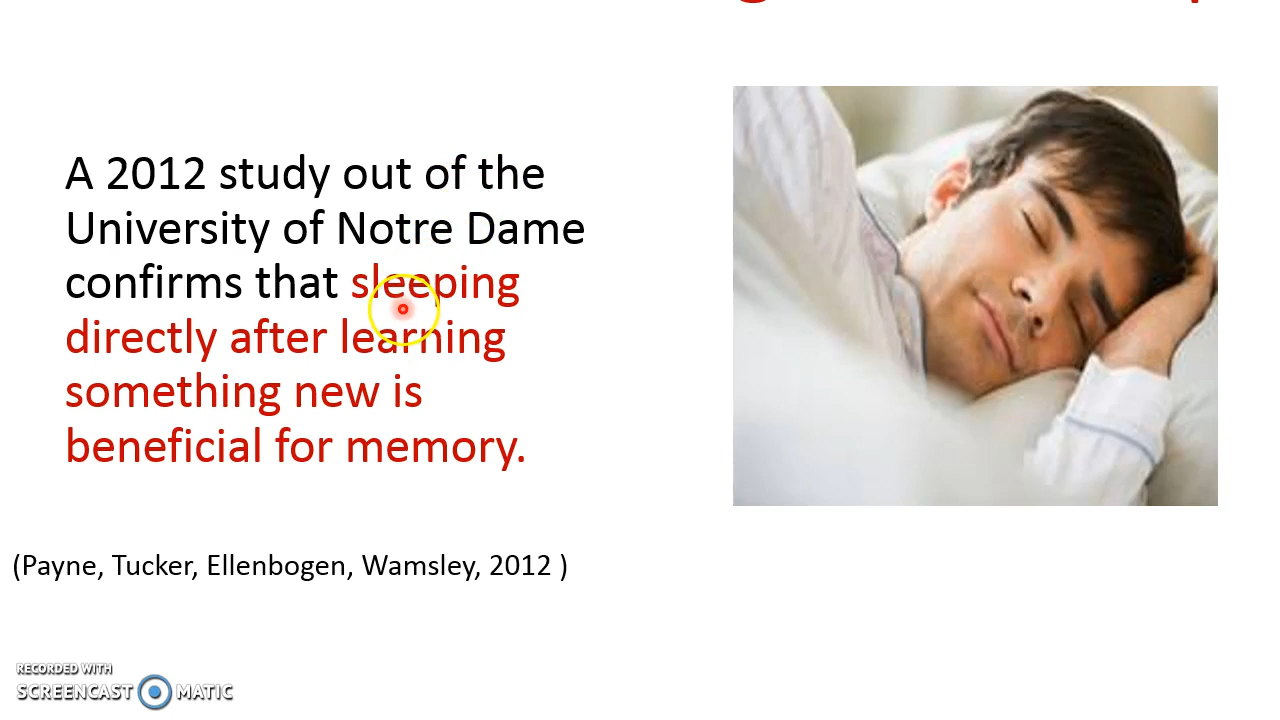 A 2012 study out of the
University of Notre Dame
confirms that sleeping
directly after learning
something new is
beneficial for memory.
(Payne, Tucker, Ellenbogen, Wamsley, 2012 )
RECORDED WITH
SCREENCAST MATIC